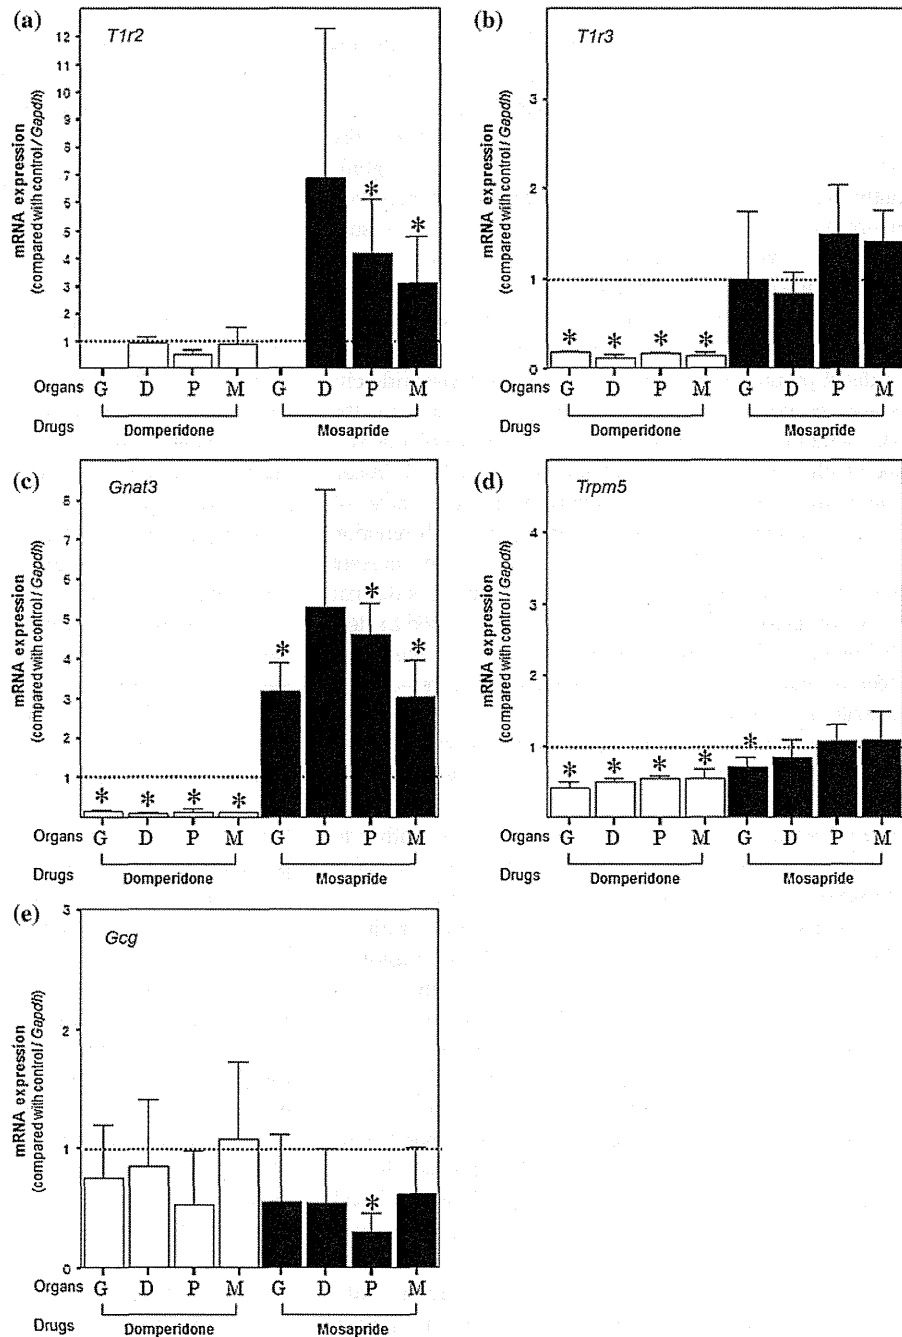 (a)
T1r2
mRNA expression
(compared with control / Gapdh)
12
11
10
9
8
7
6
5
4
3
2
1
* *
Organs G D P M G D P M
Drugs Domperidone Mosapride
(b)
T1r3
mRNA expression
(compared with control / Gapdh)
3
2
1
0
* * * *
Organs G D P M G D P M
Drugs Domperidone Mosapride
(c)
Gnat3
mRNA expression
(compared with control / Gapdh)
8
7
6
5
4
3
2
1
* * * * * * *
Organs G D P M G D P M
Drugs Domperidone Mosapride
(d)
Trpm5
mRNA expression
(compared with control / Gapdh)
4
3
2
1
0
* * * * *
Organs G D P M G D P M
Drugs Domperidone Mosapride
(e)
Gcg
mRNA expression
(compared with control / Gapdh)
3
2
1
0
*
Organs G D P M G D P M
Drugs Domperidone Mosapride